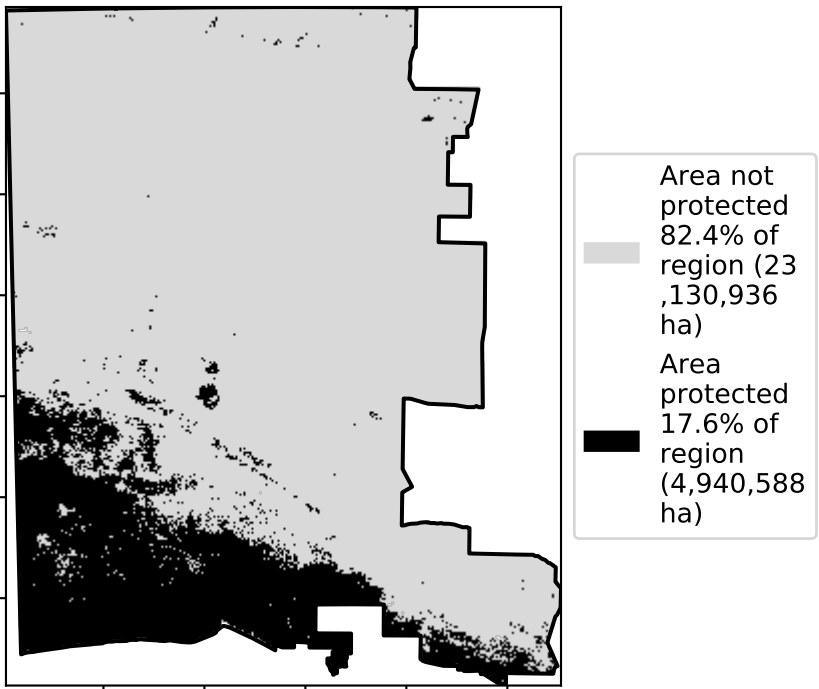 Area not
protected
82.4% of
region (23
,130,936
ha)
Area
protected
17.6% of
region
(4,940,588
ha)